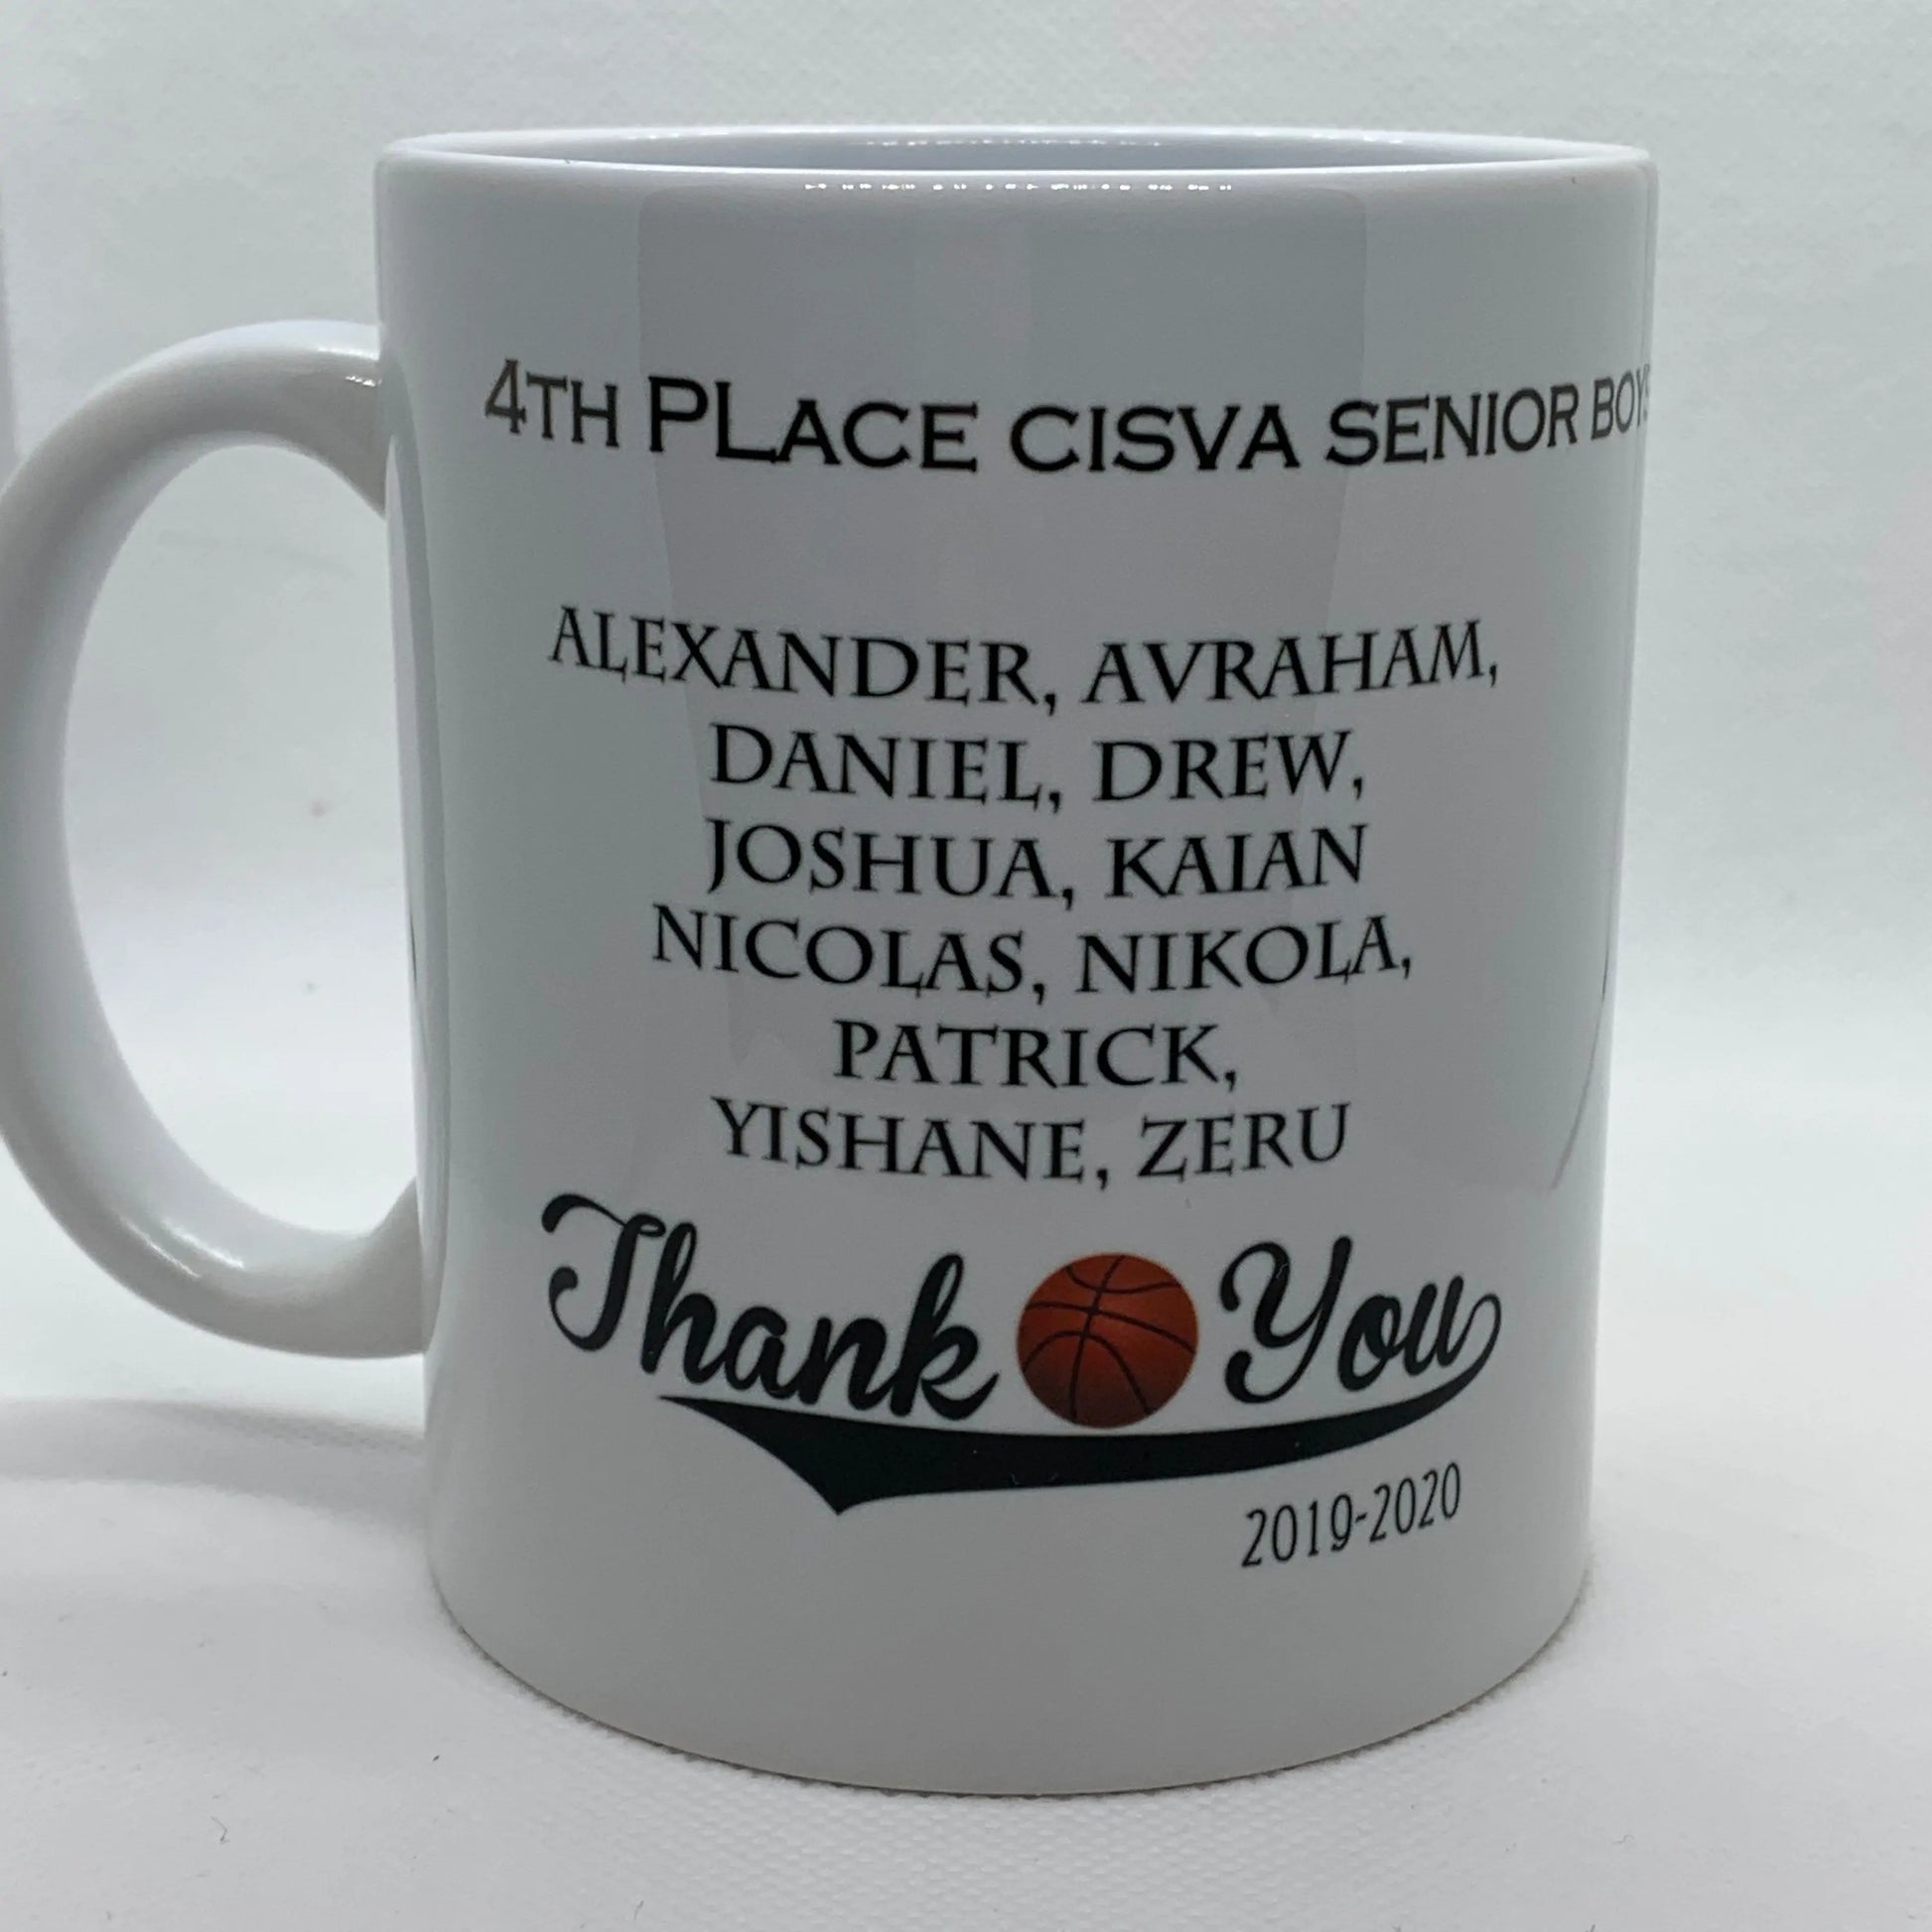 4TH PLACE CISVA SENIOR BOYS
ALEXANDER, AVRAHAM,
DANIEL, DREW,
JOSHUA, KAIAN
NICOLAS, NIKOLA,
PATRICK,
YISHANE, ZERU
Thank You
2019-2020